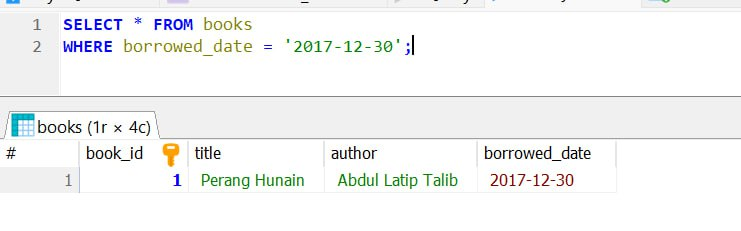 1 SELECT * FROM books
2 WHERE borrowed_date = '2017-12-30';
books (1r × 4c)
# book_id title author borrowed_date
1 1 Perang Hunain Abdul Latip Talib 2017-12-30